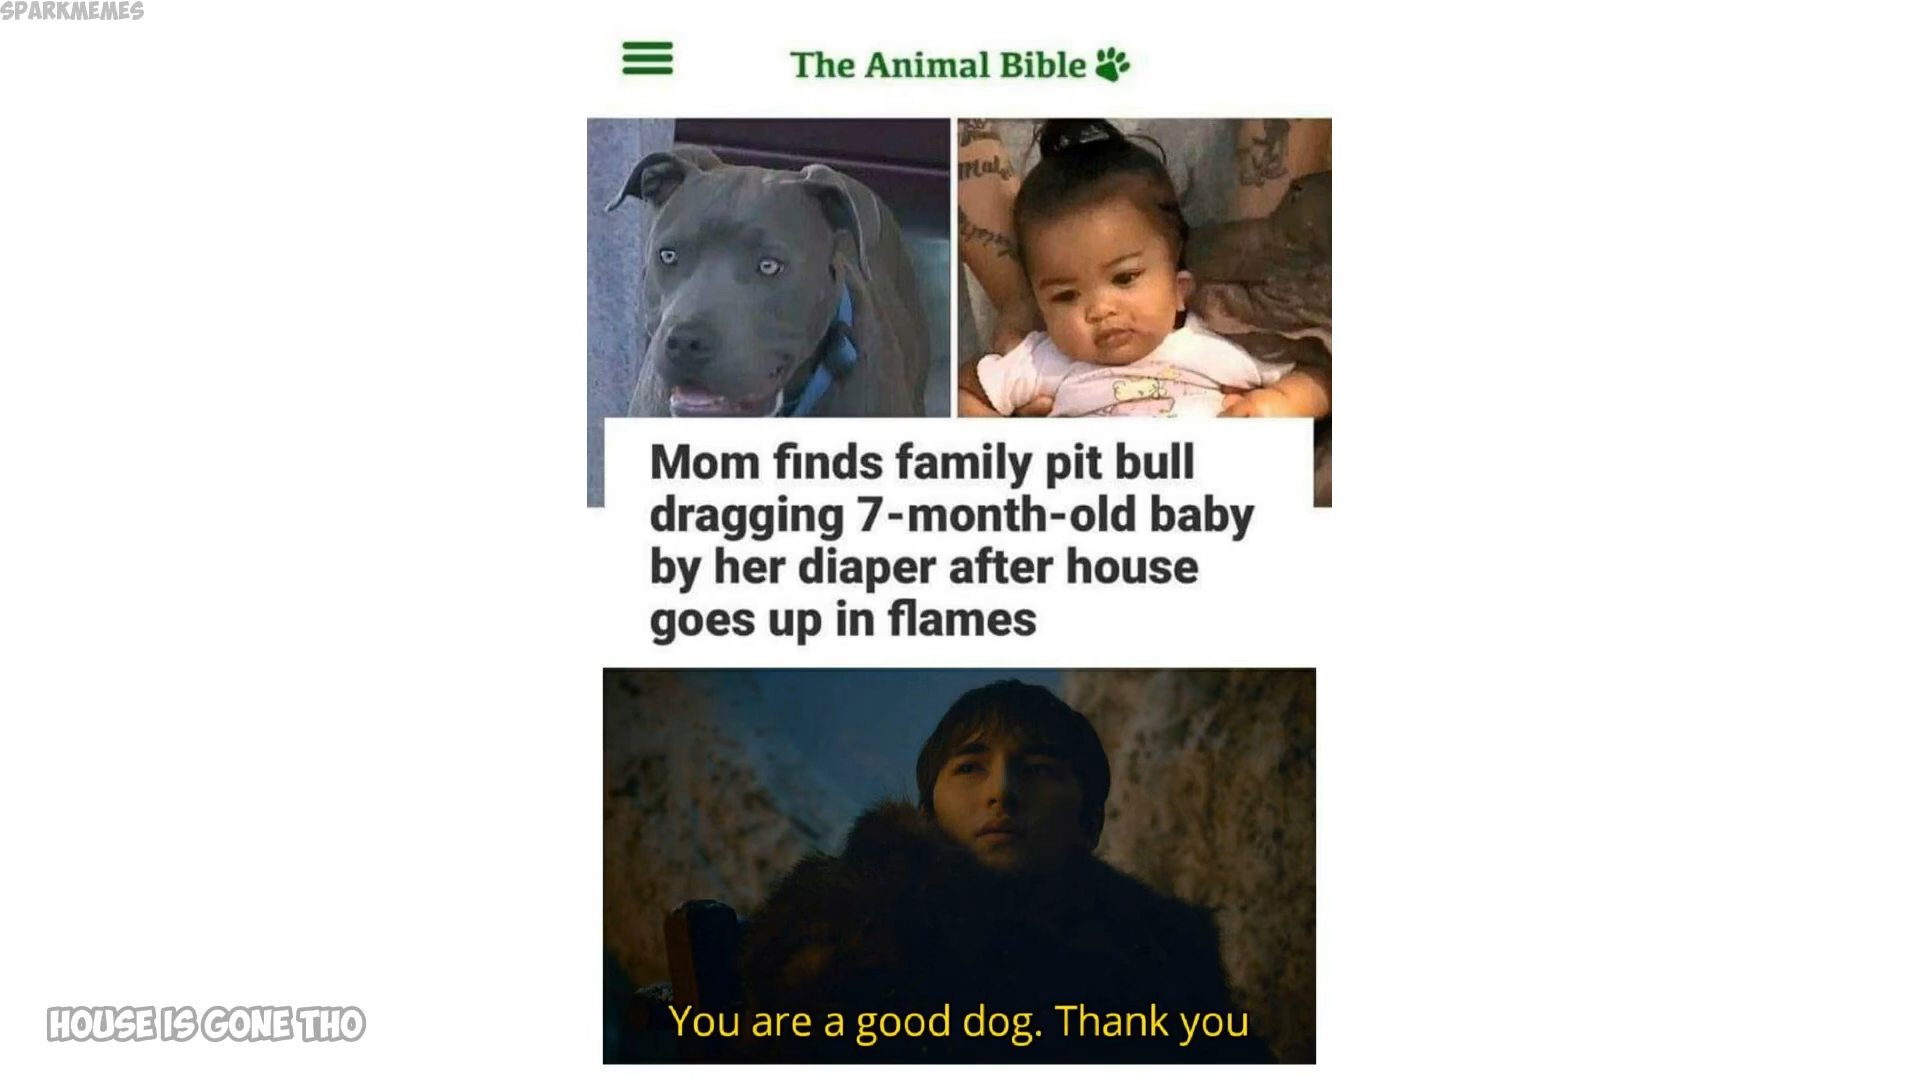 SPARKMEMES
The Animal Bible
Mom finds family pit bull
dragging 7-month-old baby
by her diaper after house
goes up in flames
You are a good dog. Thank you
HOUSE IS GONE THO